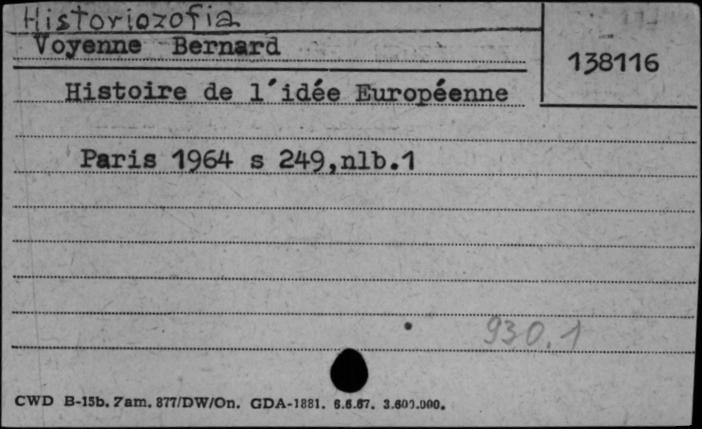 Historiozofia
Voyenne Bernard
138116
Histoire de l'idée Européenne
Paris 1964 s 249,nlb.1
930.1
CWD B-15b. Zam. 877/DW/On. GDA-1881. 6.6.67. 3.600.000.